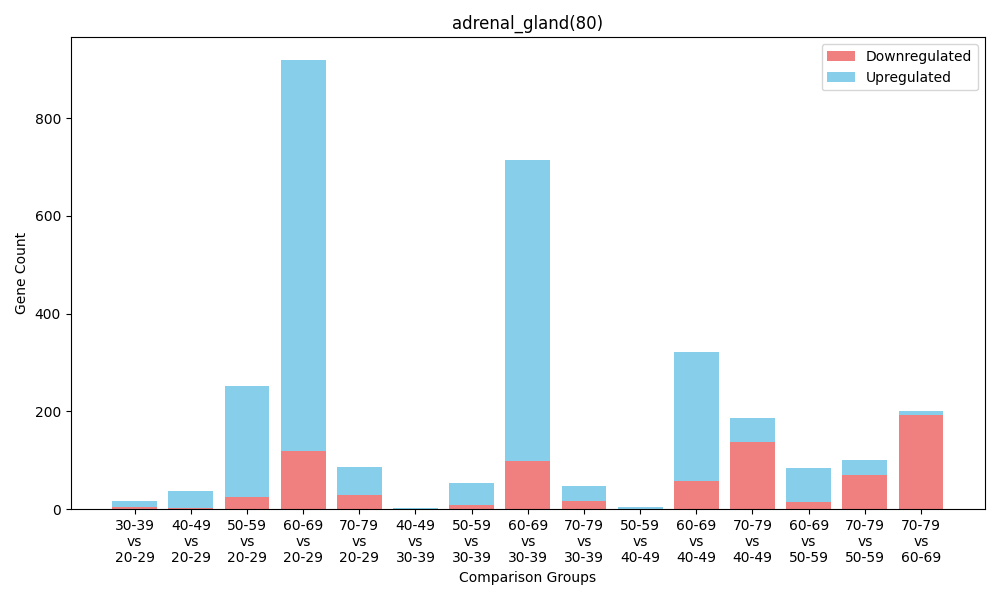 adrenal_gland(80)
Downregulated
Upregulated
Gene Count
800
600
400
200
0
30-39 40-49 50-59 60-69 70-79 40-49 50-59 60-69 70-79 50-59 60-69 70-79 60-69 70-79 70-79
vs vs vs vs vs vs vs vs vs vs vs vs vs vs vs
20-29 20-29 20-29 20-29 20-29 30-39 30-39 30-39 30-39 40-49 40-49 40-49 50-59 50-59 60-69
Comparison Groups